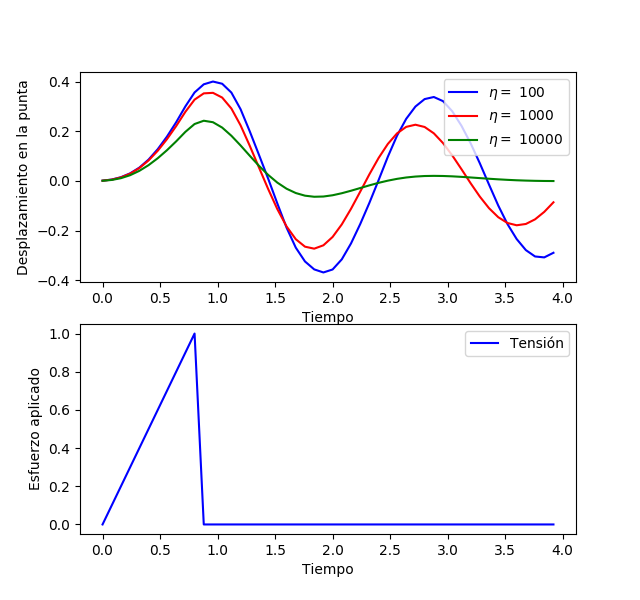 Desplazamiento en la punta
0.4
0.2
0.0
−0.2
−0.4
η = 100
η = 1000
η = 10000
0.0 0.5 1.0 1.5 2.0 2.5 3.0 3.5 4.0
Tiempo
Esfuerzo aplicado
1.0
0.8
0.6
0.4
0.2
0.0
Tensión
0.0 0.5 1.0 1.5 2.0 2.5 3.0 3.5 4.0
Tiempo